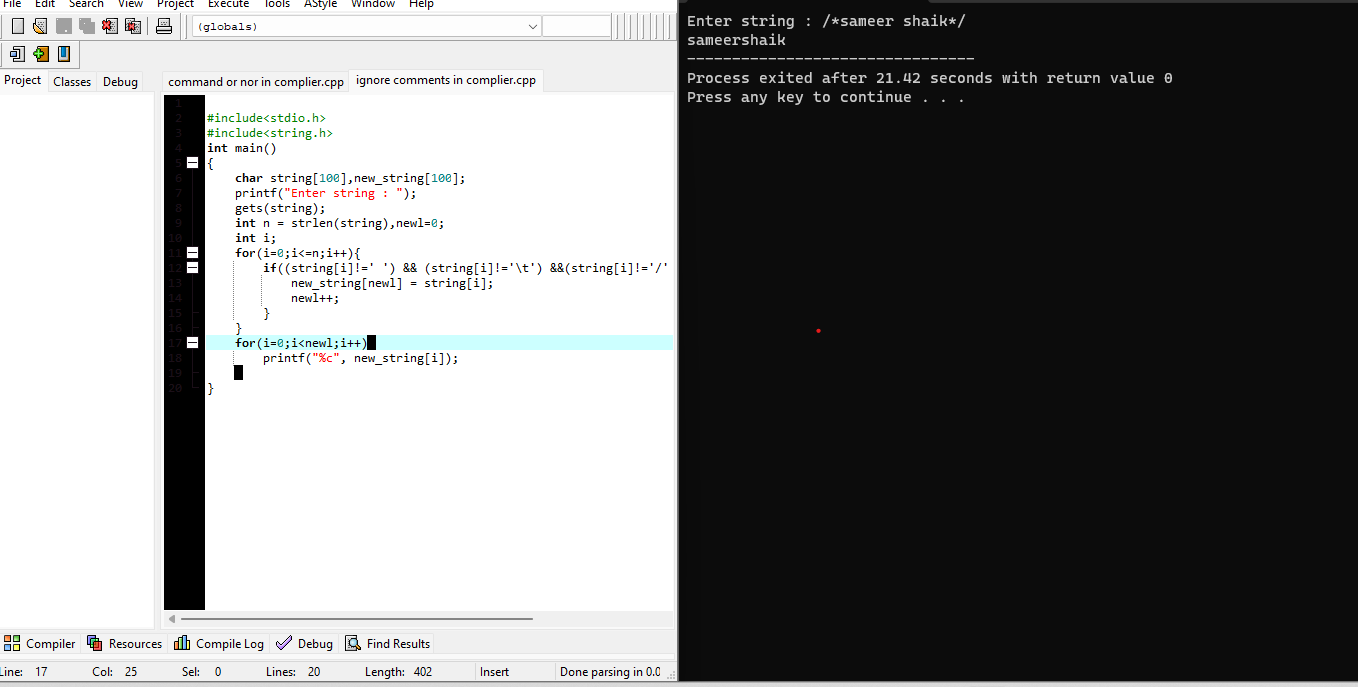 File Edit Search View Project Execute Tools AStyle Window Help
(globals)
Project Classes Debug
command or nor in complier.cpp ignore comments in complier.cpp
1
2 #include<stdio.h>
3 #include<string.h>
4 int main()
5 {
6 char string[100],new_string[100];
7 printf("Enter string : ");
8 gets(string);
9 int n = strlen(string),newl=0;
10 int i;
11 for(i=0;i<=n;i++){
12 if((string[i]!=' ') && (string[i]!='\t') &&(string[i]!='/'
13 new_string[newl] = string[i];
14 newl++;
15 }
16 }
17 for(i=0;i<newl;i++){
18 printf("%c", new_string[i]);
19 }
20 }
Compiler Resources Compile Log Debug Find Results
Line: 17 Col: 25 Sel: 0 Lines: 20 Length: 402 Insert Done parsing in 0.0
Enter string : /*sameer shaik*/
sameershaik
--------------------------------
Process exited after 21.42 seconds with return value 0
Press any key to continue . . .